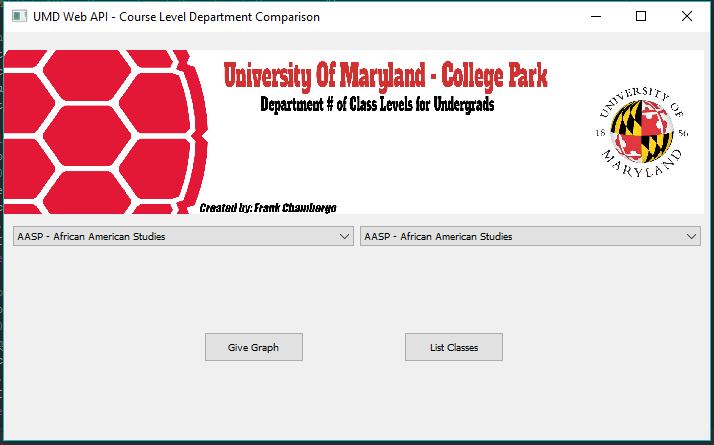 UMD Web API - Course Level Department Comparison
University Of Maryland - College Park
Department # of Class Levels for Undergrads
UNIVERSITY OF
18 56
MARYLAND
Created by: Frank Chambergo
AASP - African American Studies
AASP - African American Studies
Give Graph
List Classes